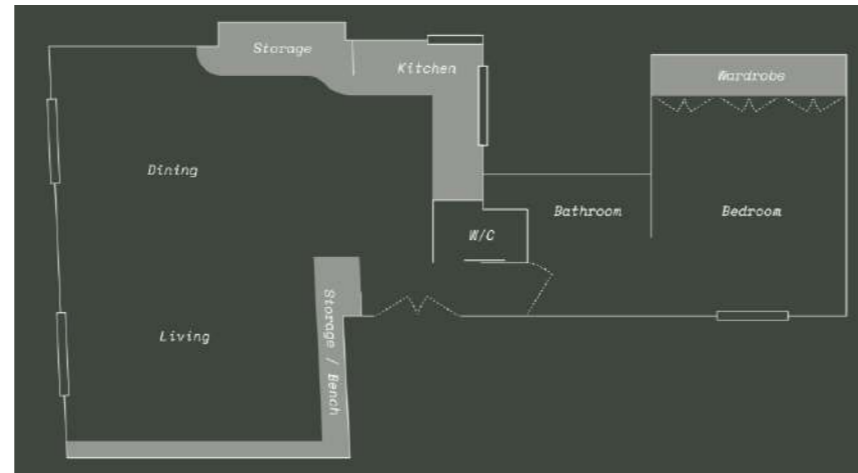 Storage
Kitchen
Wardrobe
Dining
Bathroom
Bedroom
W/C
Storage / Bench
Living